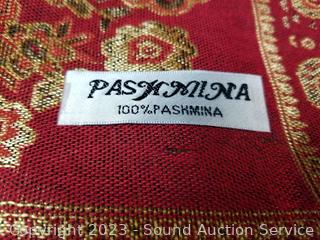 PASHMINA
100%PASHMINA
Copyright 2023 - Sound Auction Service